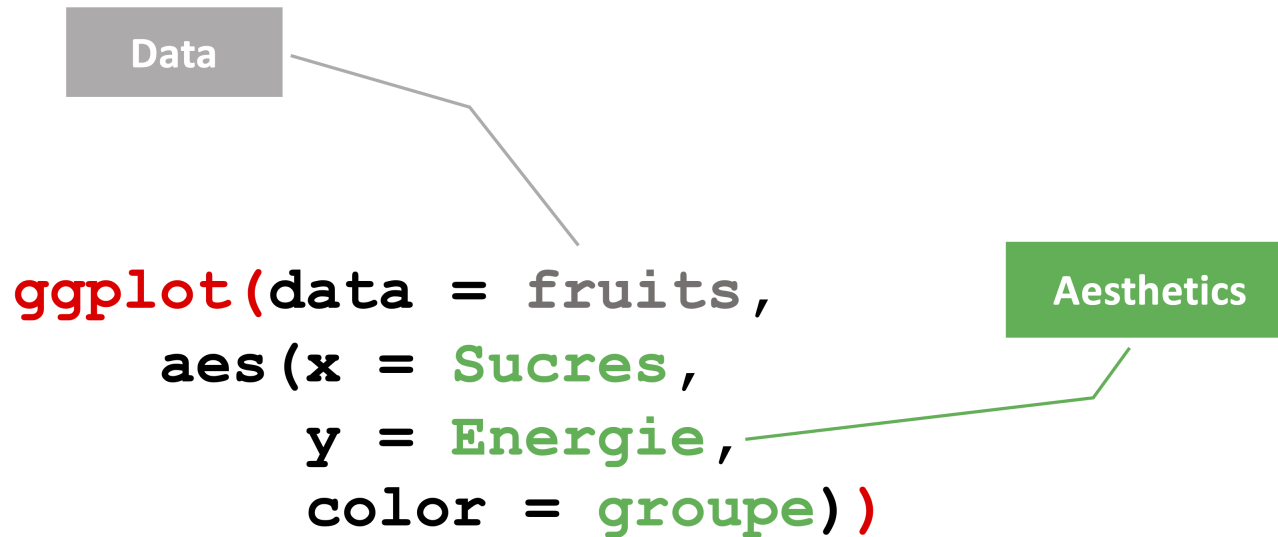 Data
ggplot(data = fruits,
Aesthetics
aes(x = Sucres,
y = Energie,
color = groupe))